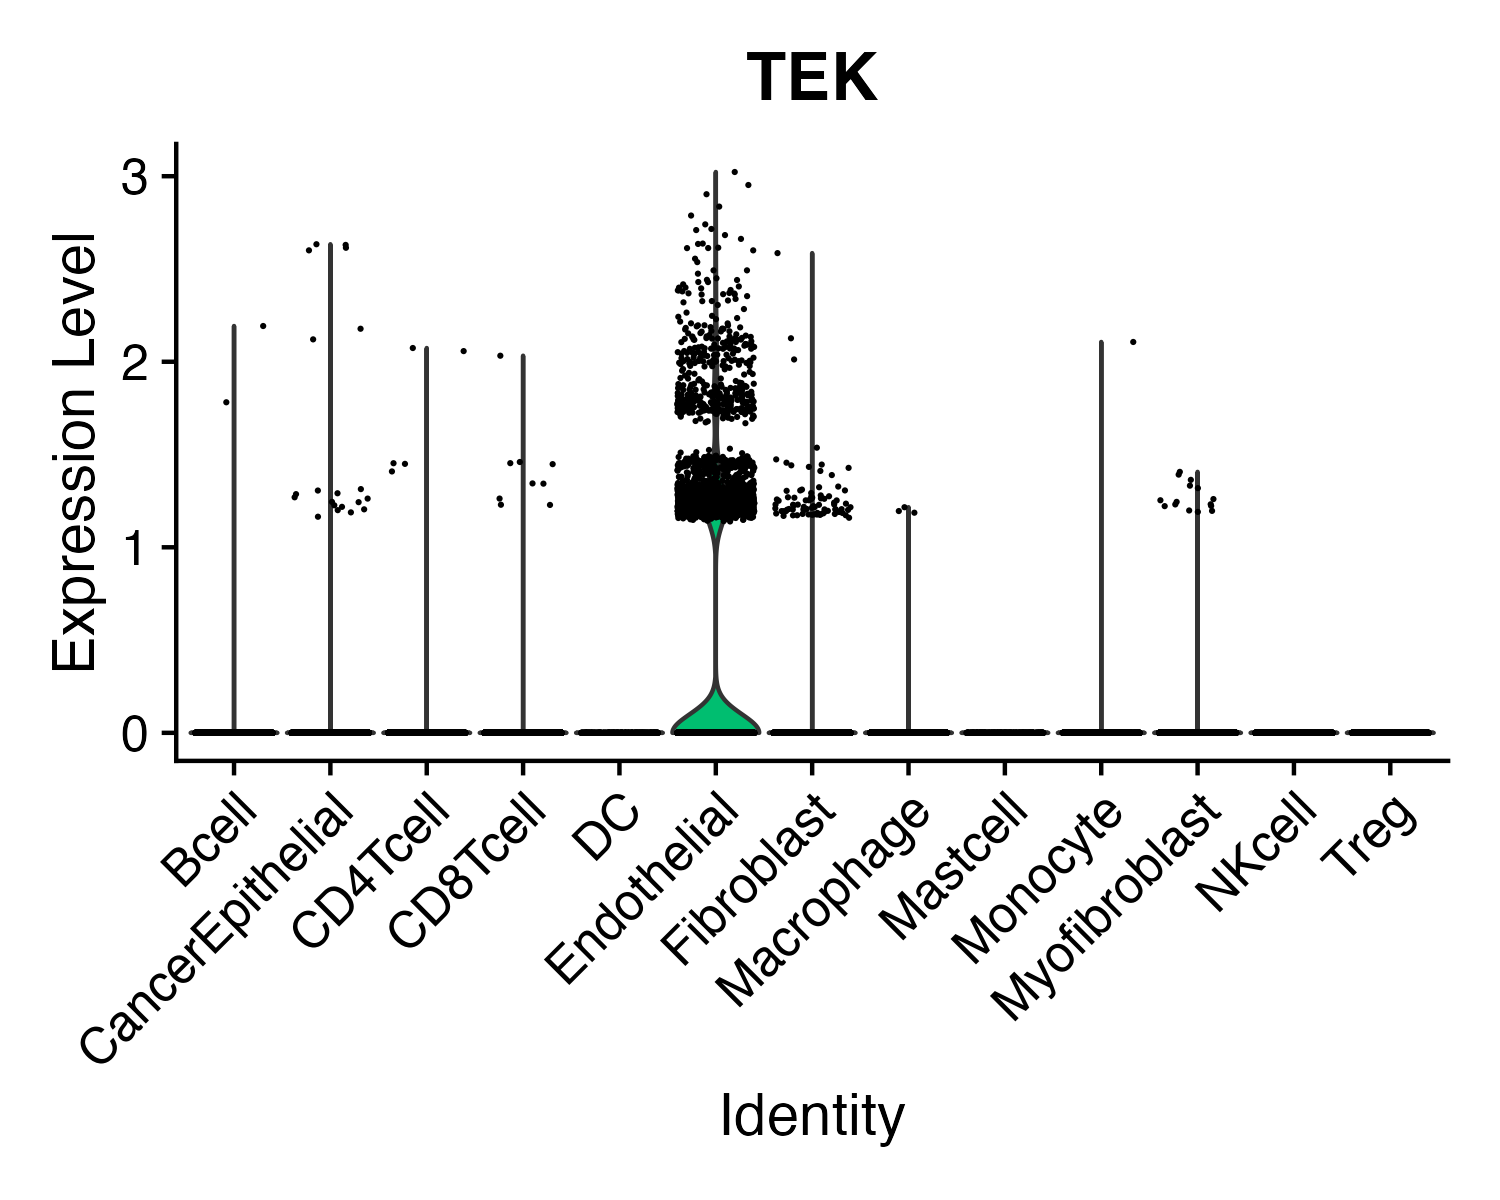 TEK
Expression Level
3
2
1
0
Bcell
CancerEpithelial
CD4Tcell
CD8Tcell
DC
Endothelial
Fibroblast
Macrophage
Mastcell
Monocyte
Myofibroblast
NKcell
Treg
Identity